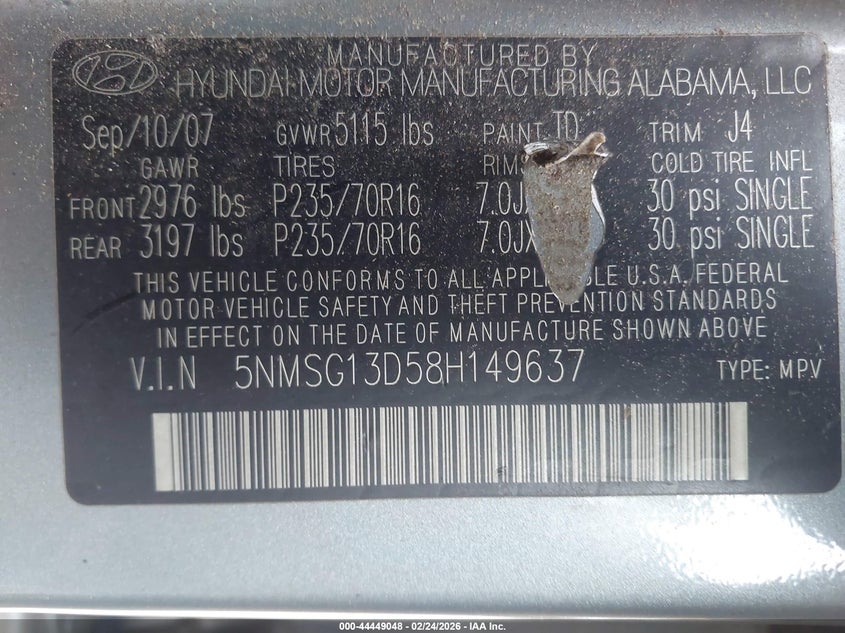 MANUFACTURED BY
HYUNDAI MOTOR MANUFACTURING ALABAMA, LLC
Sep/10/07 GVWR 5115 lbs PAINT TD TRIM J4
GAWR TIRES RIM COLD TIRE INFL
FRONT 2976 lbs P235/70R16 7.0J 30 psi SINGLE
REAR 3197 lbs P235/70R16 7.0JX 30 psi SINGLE
THIS VEHICLE CONFORMS TO ALL U.S.A. FEDERAL
MOTOR VEHICLE SAFETY AND THEFT PREVENTION STANDARDS
IN EFFECT ON THE DATE OF MANUFACTURE SHOWN ABOVE
V.I.N 5NMSG13D58H149637 TYPE: MPV
000-44449048 - 02/24/2026 - IAA Inc.